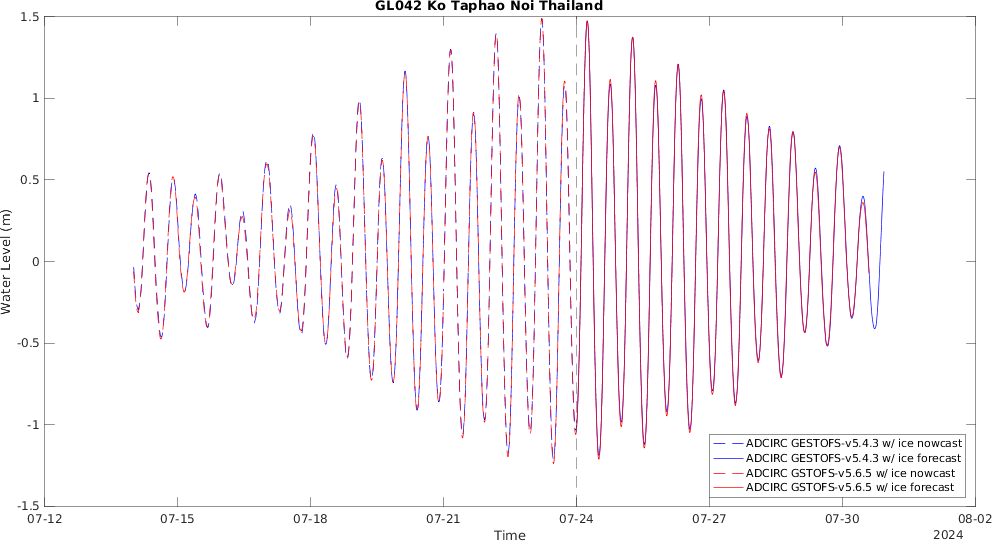 GL042 Ko Taphao Noi Thailand
1.5
1
0.5
0
-0.5
-1
-1.5
Water Level (m)
ADCIRC GESTOFS-v5.4.3 w/ ice nowcast
ADCIRC GESTOFS-v5.4.3 w/ ice forecast
ADCIRC GSTOFS-v5.6.5 w/ ice nowcast
ADCIRC GSTOFS-v5.6.5 w/ ice forecast
07-12 07-15 07-18 07-21 07-24 07-27 07-30 08-02
Time
2024